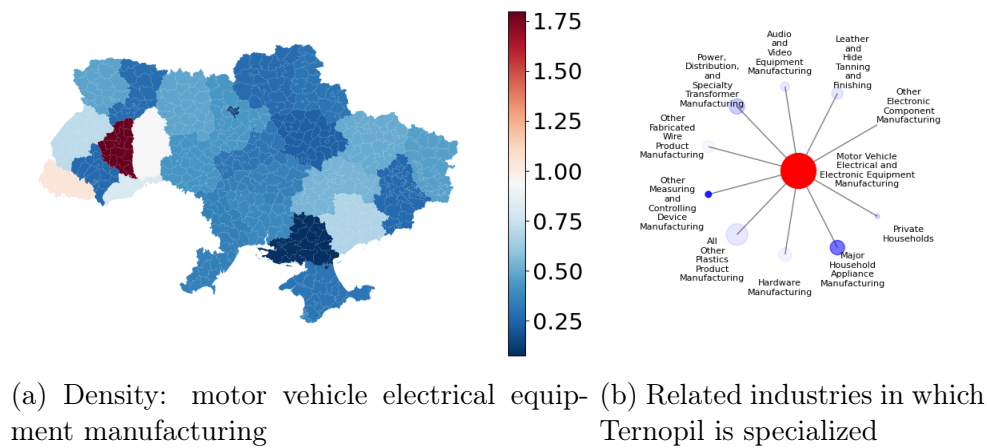 1.75
1.50
1.25
1.00
0.75
0.50
0.25
Audio
and
Video
Equipment
Manufacturing
Leather
and
Hide
Tanning
and
Finishing
Power,
Distribution,
and
Specialty
Transformer
Manufacturing
Other
Electronic
Component
Manufacturing
Other
Fabricated
Wire
Product
Manufacturing
Motor Vehicle
Electrical and
Electronic Equipment
Manufacturing
Other
Measuring
and
Controlling
Device
Manufacturing
Private
Households
All
Other
Plastics
Product
Manufacturing
Hardware
Manufacturing
Major
Household
Appliance
Manufacturing
(a) Density: motor vehicle electrical equip-
ment manufacturing
(b) Related industries in which
Ternopil is specialized